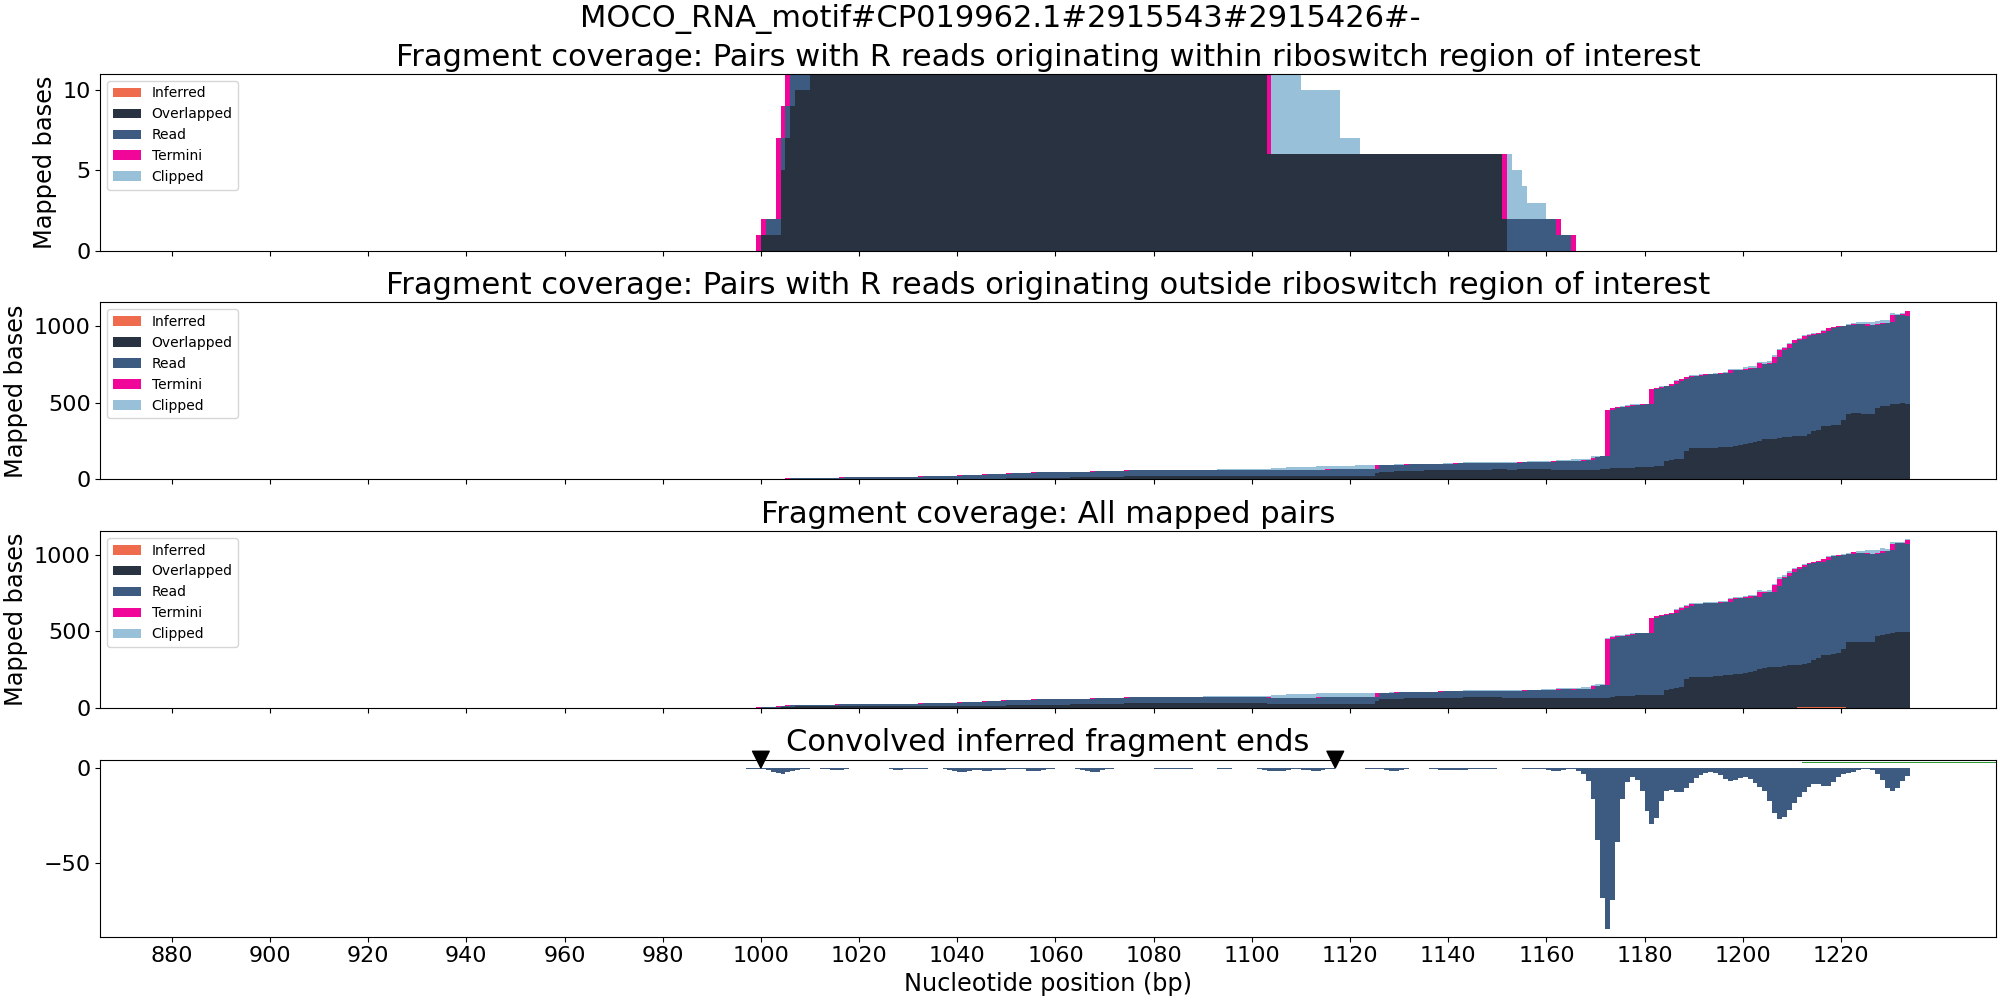 MOCO_RNA_motif#CP019962.1#2915543#2915426#-
Fragment coverage: Pairs with R reads originating within riboswitch region of interest
Mapped bases
10
5
0
Inferred
Overlapped
Read
Termini
Clipped
Fragment coverage: Pairs with R reads originating outside riboswitch region of interest
Mapped bases
1000
500
0
Inferred
Overlapped
Read
Termini
Clipped
Fragment coverage: All mapped pairs
Mapped bases
1000
500
0
Inferred
Overlapped
Read
Termini
Clipped
Convolved inferred fragment ends
0
−50
880 900 920 940 960 980 1000 1020 1040 1060 1080 1100 1120 1140 1160 1180 1200 1220
Nucleotide position (bp)